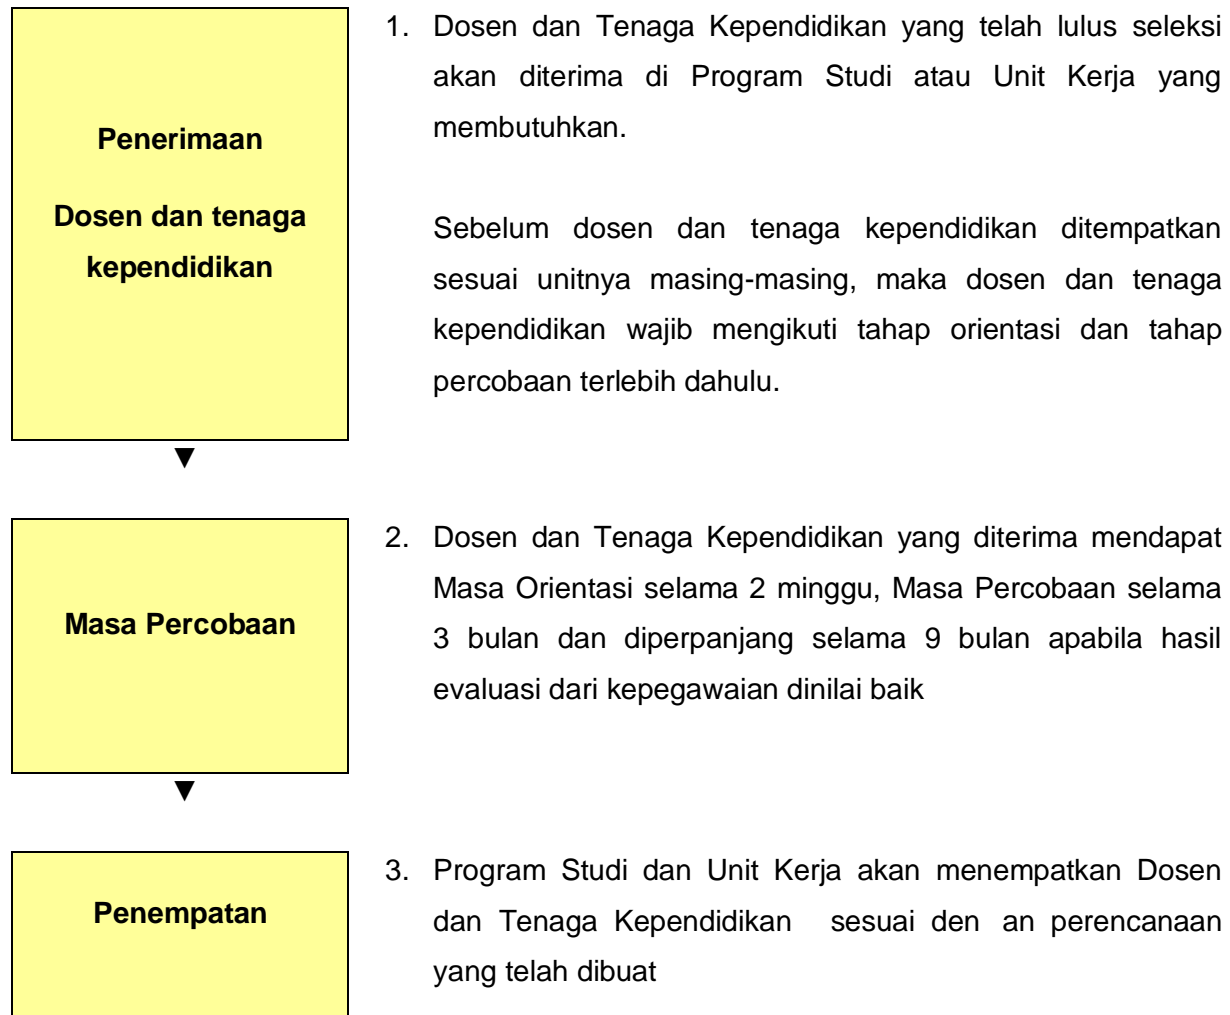 Penerimaan
Dosen dan tenaga
kependidikan
1. Dosen dan Tenaga Kependidikan yang telah lulus seleksi
akan diterima di Program Studi atau Unit Kerja yang
membutuhkan.
Sebelum dosen dan tenaga kependidikan ditempatkan
sesuai unitnya masing-masing, maka dosen dan tenaga
kependidikan wajib mengikuti tahap orientasi dan tahap
percobaan terlebih dahulu.
Masa Percobaan
2. Dosen dan Tenaga Kependidikan yang diterima mendapat
Masa Orientasi selama 2 minggu, Masa Percobaan selama
3 bulan dan diperpanjang selama 9 bulan apabila hasil
evaluasi dari kepegawaian dinilai baik
Penempatan
3. Program Studi dan Unit Kerja akan menempatkan Dosen
dan Tenaga Kependidikan sesuai den an perencanaan
yang telah dibuat